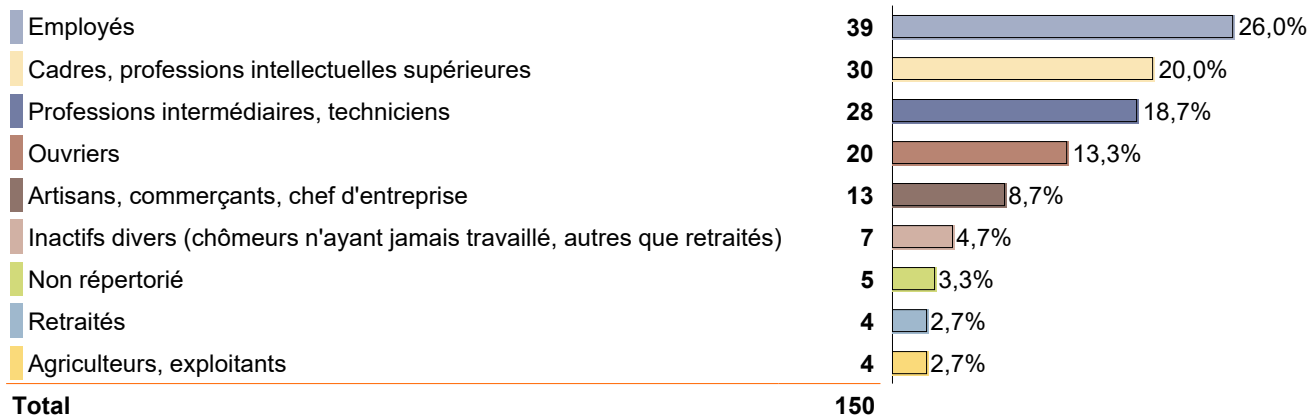 Employés 39 26,0%
Cadres, professions intellectuelles supérieures 30 20,0%
Professions intermédiaires, techniciens 28 18,7%
Ouvriers 20 13,3%
Artisans, commerçants, chef d'entreprise 13 8,7%
Inactifs divers (chômeurs n'ayant jamais travaillé, autres que retraités) 7 4,7%
Non répertorié 5 3,3%
Retraités 4 2,7%
Agriculteurs, exploitants 4 2,7%
Total 150